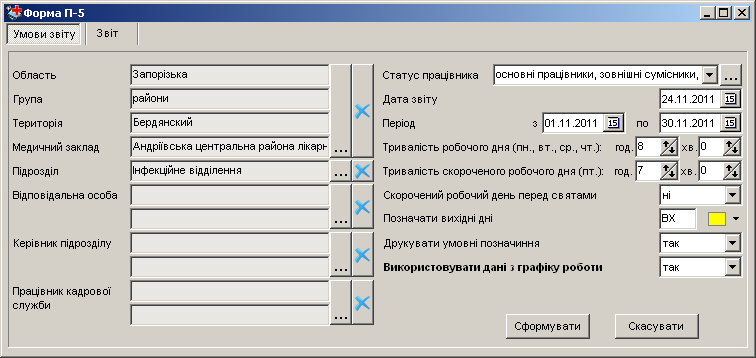 Форма П-5
Умови звіту
Звіт
Область
Запорізька
Група
райони
Територія
Бердянский
Медичний заклад
Андріївська центральна района лікарн
Підрозділ
Інфекційне відділення
Відповідальна особа
Керівник підрозділу
Працівник кадрової
служби
...
...
...
...
...
Статус працівника
основні працівники, зовнішні сумісники,
...
Дата звіту
24.11.2011
15
Період
з
01.11.2011
15
по
30.11.2011
15
Тривалість робочого дня (пн., вт., ср., чт.):
год.
8
хв.
0
Тривалість скороченого робочого дня (пт.):
год.
7
хв.
0
Скорочений робочий день перед святами
ні
Позначати вихідні дні
ВХ
Друкувати умовні позначиння
так
Використовувати дані з графіку роботи
так
Сформувати
Скасувати